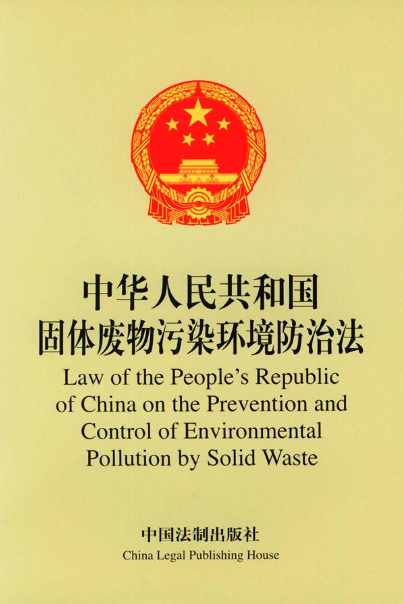 中华人民共和国
固体废物污染环境防治法
Law of the People's Republic
of China on the Prevention and
Control of Environmental
Pollution by Solid Waste
中国法制出版社
China Legal Publishing House